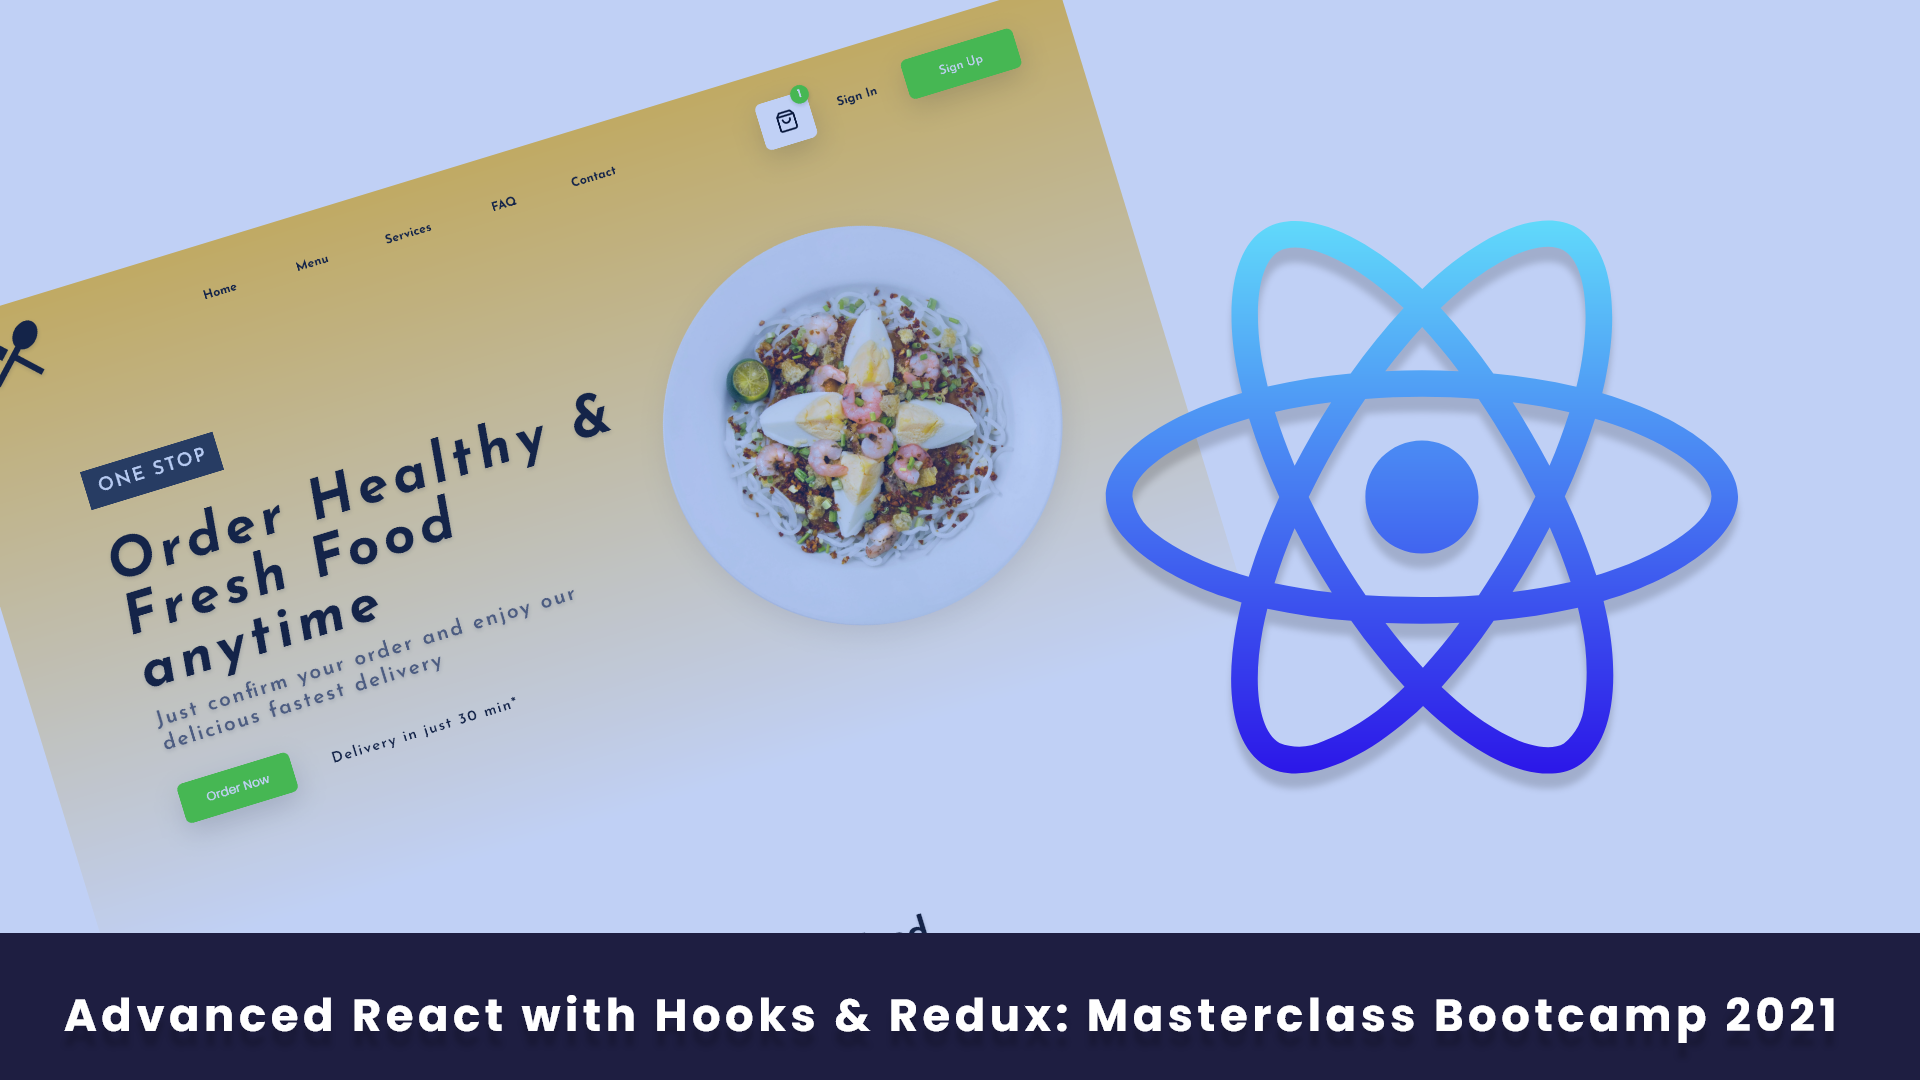 1
Sign In
Sign Up
Home
Menu
Services
FAQ
Contact
ONE STOP
Order Healthy &
Fresh Food
anytime
Just confirm your order and enjoy our
delicious fastest delivery
Order Now
Delivery in just 30 min*
Advanced React with Hooks & Redux: Masterclass Bootcamp 2021